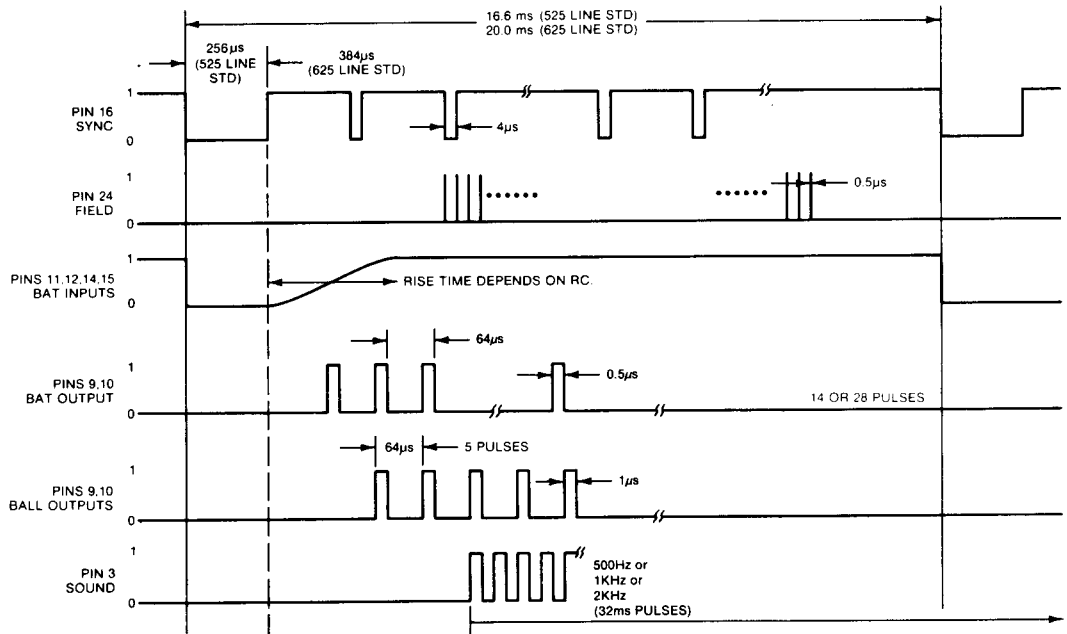 16.6 ms (525 LINE STD)
20.0 ms (625 LINE STD)
256µs
(525 LINE
STD)
384µs
(625 LINE STD)
1
PIN 16
SYNC
0
4µs
1
PIN 24
FIELD
0
0.5µs
1
PINS 11,12,14,15
BAT INPUTS
0
RISE TIME DEPENDS ON RC.
64µs
1
PINS 9,10
BAT OUTPUT
0
0.5µs
14 OR 28 PULSES
64µs
5 PULSES
1
PINS 9,10
BALL OUTPUTS
0
1µs
1
PIN 3
SOUND
0
500Hz or
1KHz or
2KHz
(32ms PULSES)